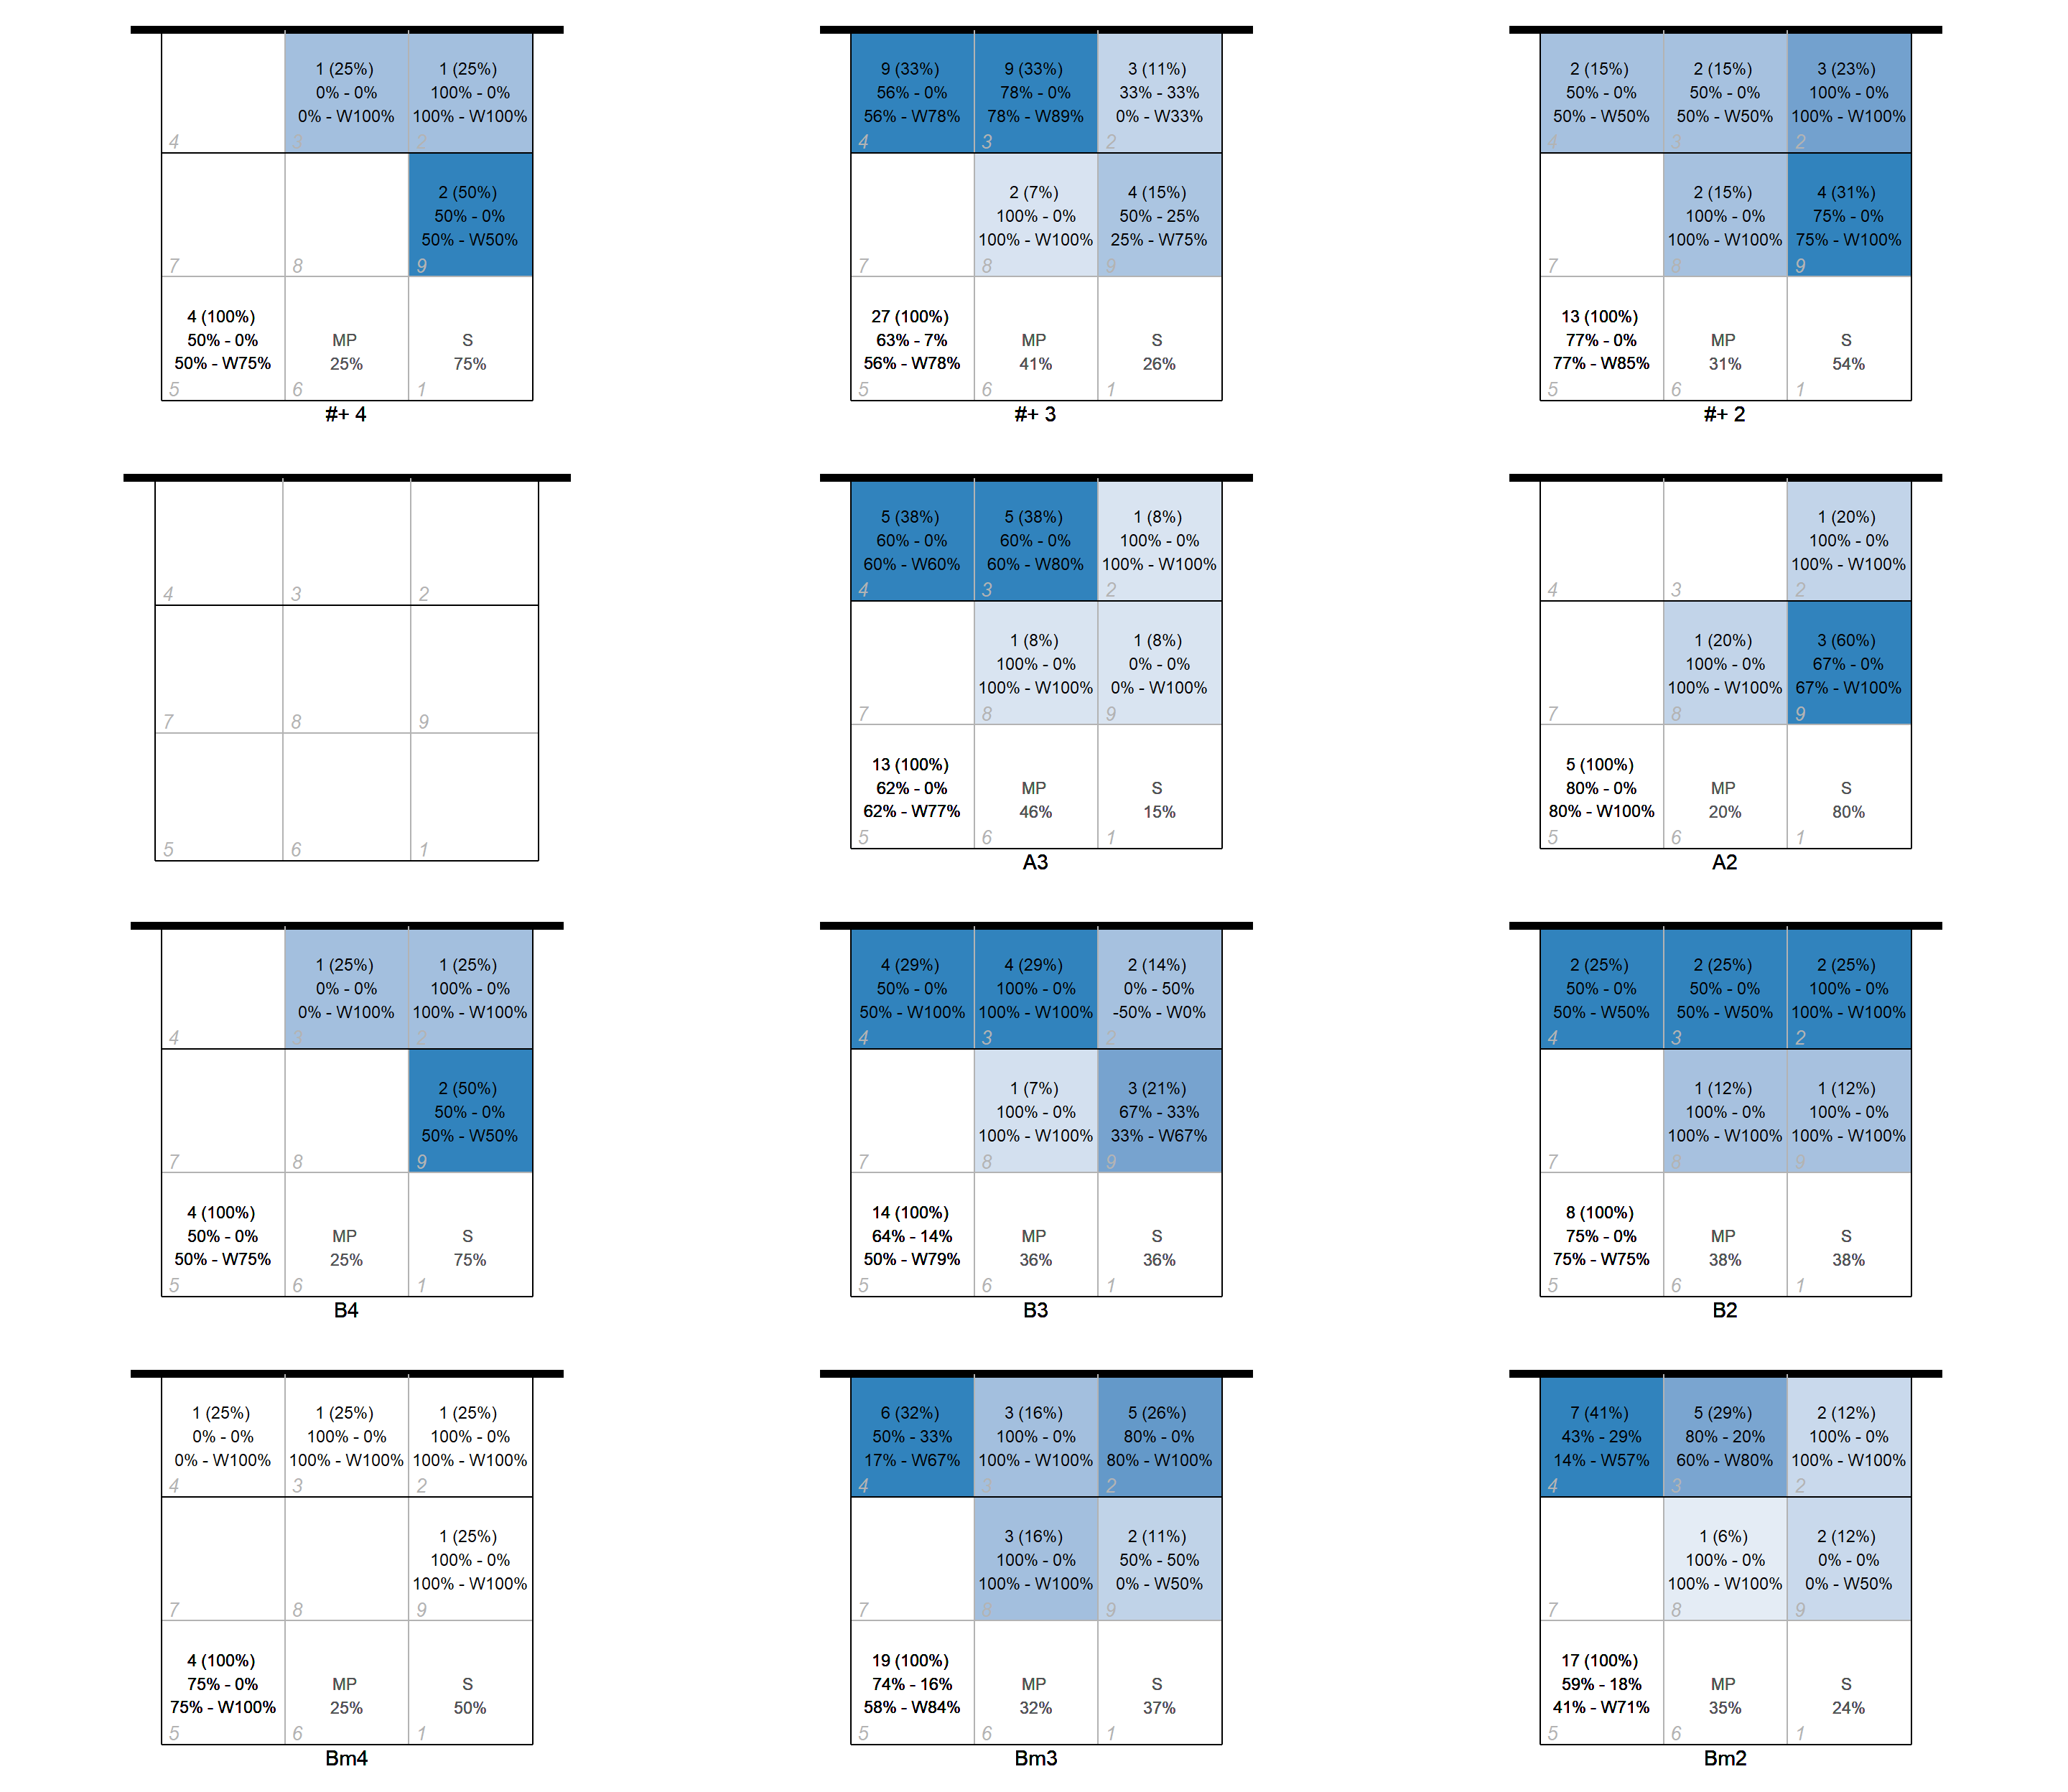 1 (25%)
0% - 0%
0% - W100%
1 (25%)
100% - 0%
100% - W100%
4
3
2
2 (50%)
50% - 0%
50% - W50%
7
8
9
4 (100%)
50% - 0%
50% - W75%
MP
25%
S
75%
5
6
1
#+ 4
9 (33%)
56% - 0%
56% - W78%
9 (33%)
78% - 0%
78% - W89%
3 (11%)
33% - 33%
0% - W33%
4
3
2
2 (7%)
100% - 0%
100% - W100%
4 (15%)
50% - 25%
25% - W75%
7
8
9
27 (100%)
63% - 7%
56% - W78%
MP
41%
S
26%
5
6
1
#+ 3
2 (15%)
50% - 0%
50% - W50%
2 (15%)
50% - 0%
50% - W50%
3 (23%)
100% - 0%
100% - W100%
4
3
2
2 (15%)
100% - 0%
100% - W100%
4 (31%)
75% - 0%
75% - W100%
7
8
9
13 (100%)
77% - 0%
77% - W85%
MP
31%
S
54%
5
6
1
#+ 2
4
3
2
7
8
9
5
6
1
5 (38%)
60% - 0%
60% - W60%
5 (38%)
60% - 0%
60% - W80%
1 (8%)
100% - 0%
100% - W100%
4
3
2
1 (8%)
100% - 0%
100% - W100%
1 (8%)
0% - 0%
0% - W100%
7
8
9
13 (100%)
62% - 0%
62% - W77%
MP
46%
S
15%
5
6
1
A3
1 (20%)
100% - 0%
100% - W100%
4
3
2
1 (20%)
100% - 0%
100% - W100%
3 (60%)
67% - 0%
67% - W100%
7
8
9
5 (100%)
80% - 0%
80% - W100%
MP
20%
S
80%
5
6
1
A2
1 (25%)
0% - 0%
0% - W100%
1 (25%)
100% - 0%
100% - W100%
4
3
2
2 (50%)
50% - 0%
50% - W50%
7
8
9
4 (100%)
50% - 0%
50% - W75%
MP
25%
S
75%
5
6
1
B4
4 (29%)
50% - 0%
50% - W100%
4 (29%)
100% - 0%
100% - W100%
2 (14%)
0% - 50%
-50% - W0%
4
3
2
1 (7%)
100% - 0%
100% - W100%
3 (21%)
67% - 33%
33% - W67%
7
8
9
14 (100%)
64% - 14%
50% - W79%
MP
36%
S
36%
5
6
1
B3
2 (25%)
50% - 0%
50% - W50%
2 (25%)
50% - 0%
50% - W50%
2 (25%)
100% - 0%
100% - W100%
4
3
2
1 (12%)
100% - 0%
100% - W100%
1 (12%)
100% - 0%
100% - W100%
7
8
9
8 (100%)
75% - 0%
75% - W75%
MP
38%
S
38%
5
6
1
B2
1 (25%)
0% - 0%
0% - W100%
1 (25%)
100% - 0%
100% - W100%
1 (25%)
100% - 0%
100% - W100%
4
3
2
1 (25%)
100% - 0%
100% - W100%
7
8
9
4 (100%)
75% - 0%
75% - W100%
MP
25%
S
50%
5
6
1
Bm4
6 (32%)
50% - 33%
17% - W67%
3 (16%)
100% - 0%
100% - W100%
5 (26%)
80% - 0%
80% - W100%
4
3
2
3 (16%)
100% - 0%
100% - W100%
2 (11%)
50% - 50%
0% - W50%
7
8
9
19 (100%)
74% - 16%
58% - W84%
MP
32%
S
37%
5
6
1
Bm3
7 (41%)
43% - 29%
14% - W57%
5 (29%)
80% - 20%
60% - W80%
2 (12%)
100% - 0%
100% - W100%
4
3
2
1 (6%)
100% - 0%
100% - W100%
2 (12%)
0% - 0%
0% - W50%
7
8
9
17 (100%)
59% - 18%
41% - W71%
MP
35%
S
24%
5
6
1
Bm2